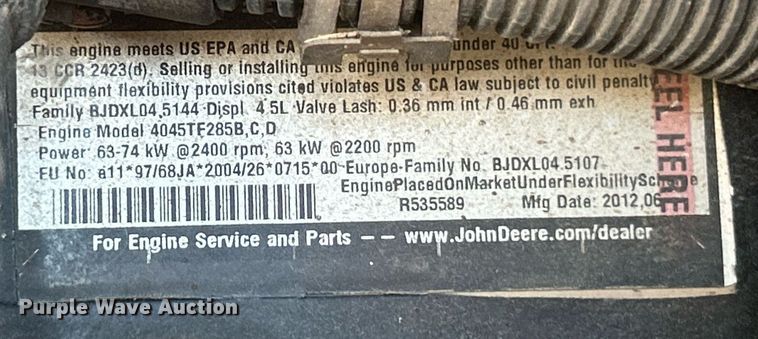 This engine meets US EPA and CA under 40 CFR
13 CCR 2423(d). Selling or installing this engine for purposes other than for the
equipment flexibility provisions cited violates US & CA law subject to civil penalty
Family BJDXL04.5144 Displ 4.5L Valve Lash: 0.36 mm int / 0.46 mm exh
Engine Model 4045TF285B,C,D
Power: 63-74 kW @2400 rpm; 63 kW @2200 rpm
EU No: e11*97/68JA*2004/26*0715*00-Europe-Family No. BJDXL04.5107
EnginePlacedOnMarketUnderFlexibilityScheme
R535589 Mfg Date: 2012,06
For Engine Service and Parts -- www.JohnDeere.com/dealer
EEL HERE
Purple Wave Auction